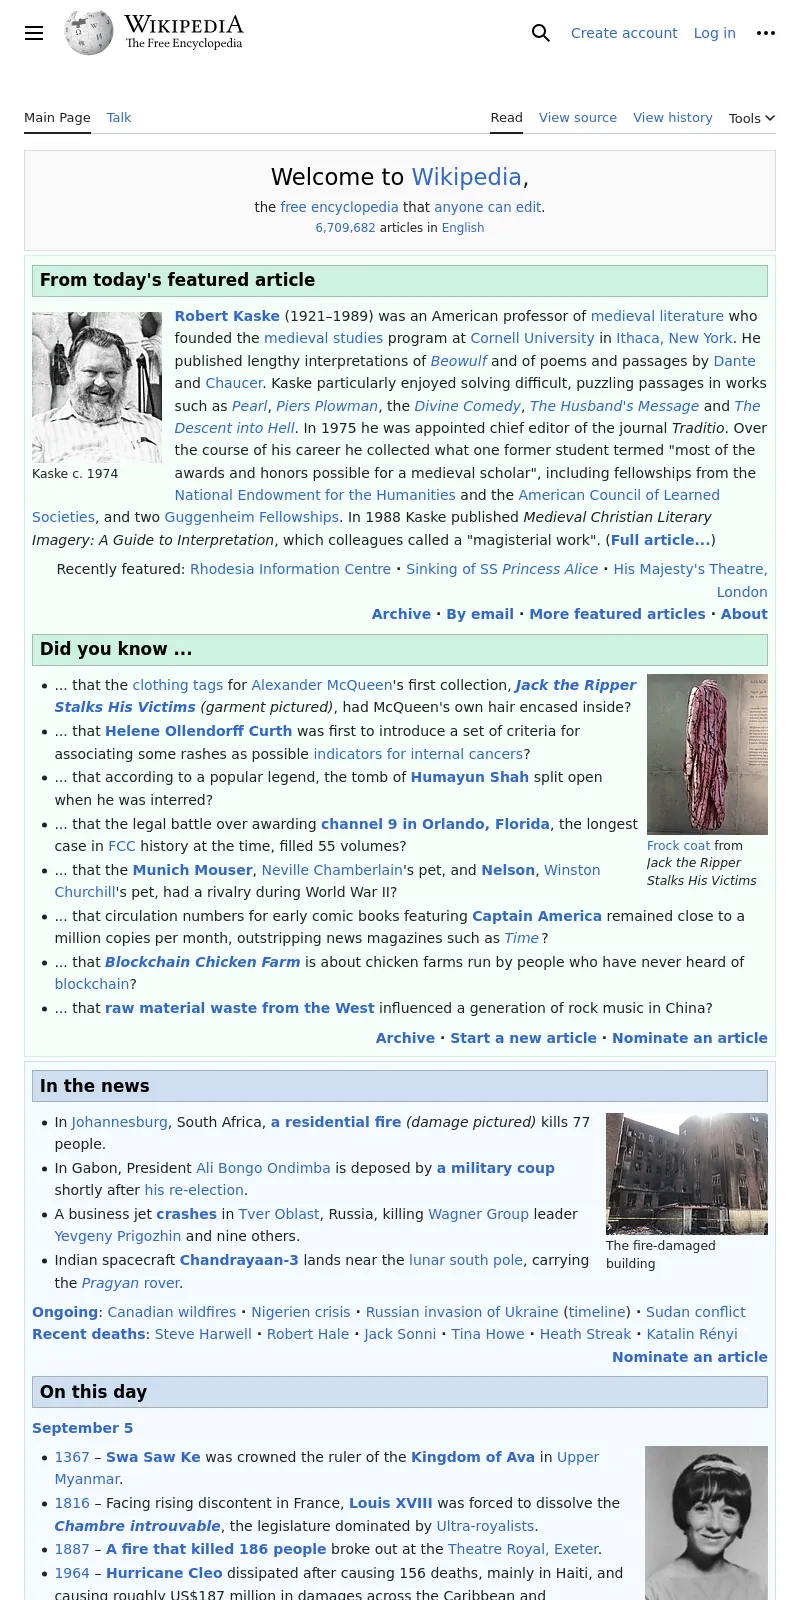 WIKIPEDIA
The Free Encyclopedia
Create account Log in
Main Page Talk Read View source View history Tools
Welcome to Wikipedia,
the free encyclopedia that anyone can edit.
6,709,682 articles in English
From today's featured article
Robert Kaske (1921–1989) was an American professor of medieval literature who
founded the medieval studies program at Cornell University in Ithaca, New York. He
published lengthy interpretations of Beowulf and of poems and passages by Dante
and Chaucer. Kaske particularly enjoyed solving difficult, puzzling passages in works
such as Pearl, Piers Plowman, the Divine Comedy, The Husband's Message and The
Descent into Hell. In 1975 he was appointed chief editor of the journal Traditio. Over
the course of his career he collected what one former student termed "most of the
awards and honors possible for a medieval scholar", including fellowships from the
National Endowment for the Humanities and the American Council of Learned
Societies, and two Guggenheim Fellowships. In 1988 Kaske published Medieval Christian Literary
Imagery: A Guide to Interpretation, which colleagues called a "magisterial work". (Full article...)
Kaske c. 1974
Recently featured: Rhodesia Information Centre · Sinking of SS Princess Alice · His Majesty's Theatre,
London
Archive · By email · More featured articles · About
Did you know ...
... that the clothing tags for Alexander McQueen's first collection, Jack the Ripper
Stalks His Victims (garment pictured), had McQueen's own hair encased inside?
... that Helene Ollendorff Curth was first to introduce a set of criteria for
associating some rashes as possible indicators for internal cancers?
... that according to a popular legend, the tomb of Humayun Shah split open
when he was interred?
... that the legal battle over awarding channel 9 in Orlando, Florida, the longest
case in FCC history at the time, filled 55 volumes?
... that the Munich Mouser, Neville Chamberlain's pet, and Nelson, Winston
Churchill's pet, had a rivalry during World War II?
... that circulation numbers for early comic books featuring Captain America remained close to a
million copies per month, outstripping news magazines such as Time?
... that Blockchain Chicken Farm is about chicken farms run by people who have never heard of
blockchain?
... that raw material waste from the West influenced a generation of rock music in China?
Frock coat from
Jack the Ripper
Stalks His Victims
Archive · Start a new article · Nominate an article
In the news
In Johannesburg, South Africa, a residential fire (damage pictured) kills 77
people.
In Gabon, President Ali Bongo Ondimba is deposed by a military coup
shortly after his re-election.
A business jet crashes in Tver Oblast, Russia, killing Wagner Group leader
Yevgeny Prigozhin and nine others.
Indian spacecraft Chandrayaan-3 lands near the lunar south pole, carrying
the Pragyan rover.
The fire-damaged
building
Ongoing: Canadian wildfires · Nigerien crisis · Russian invasion of Ukraine (timeline) · Sudan conflict
Recent deaths: Steve Harwell · Robert Hale · Jack Sonni · Tina Howe · Heath Streak · Katalin Rényi
Nominate an article
On this day
September 5
1367 – Swa Saw Ke was crowned the ruler of the Kingdom of Ava in Upper
Myanmar.
1816 – Facing rising discontent in France, Louis XVIII was forced to dissolve the
Chambre introuvable, the legislature dominated by Ultra-royalists.
1887 – A fire that killed 186 people broke out at the Theatre Royal, Exeter.
1964 – Hurricane Cleo dissipated after causing 156 deaths, mainly in Haiti, and
causing roughly US$187 million in damages across the Caribbean and